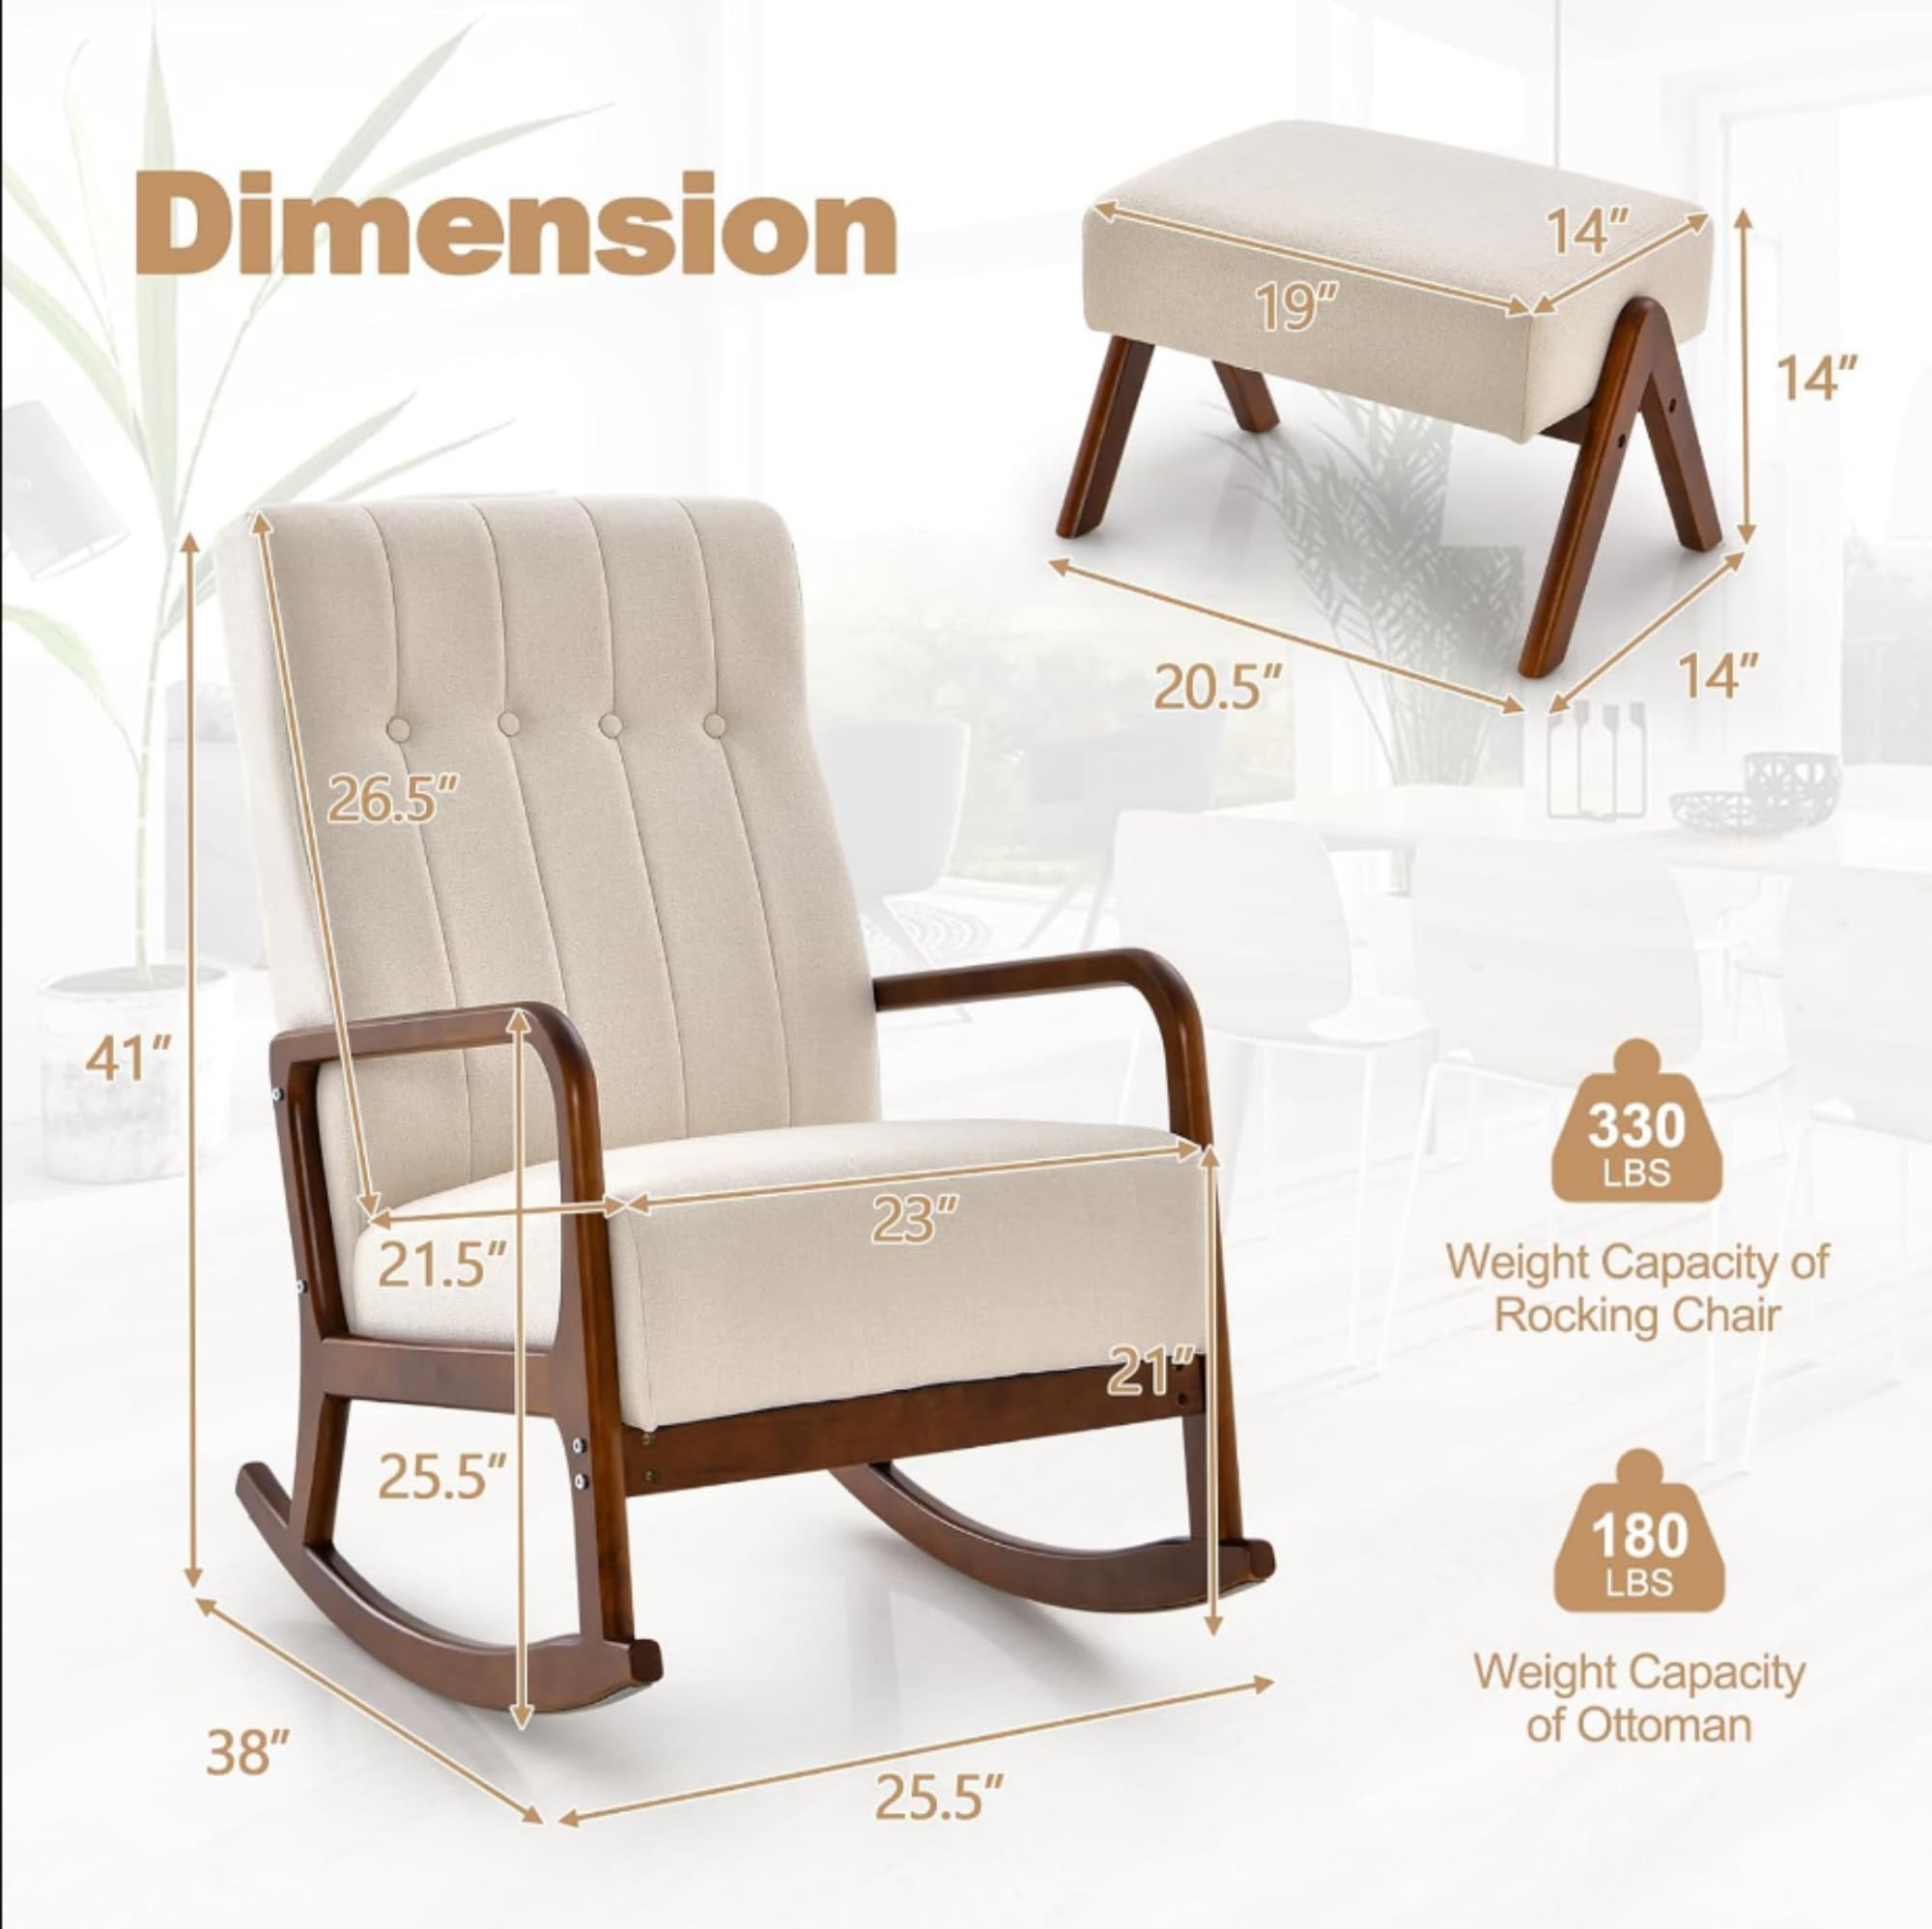 Dimension
14″
19″
14″
20.5″
14″
26.5″
41″
23″
21.5″
21″
25.5″
38″
25.5″
330
LBS
Weight Capacity of
Rocking Chair
180
LBS
Weight Capacity
of Ottoman